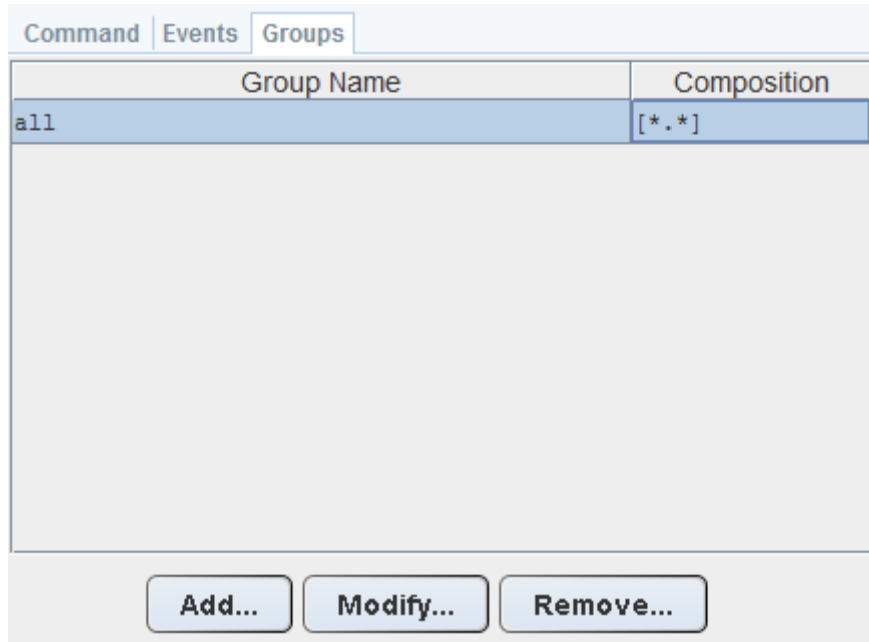 Command Events Groups
Group Name Composition
all [*.*]
Add... Modify... Remove...